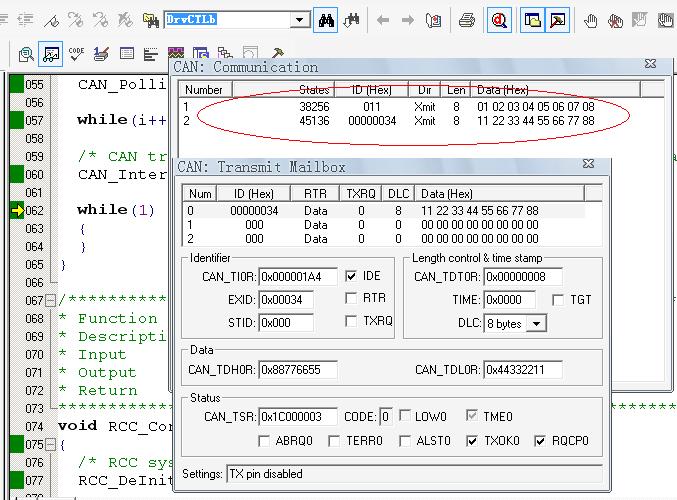 DrvCTLb
CODE
055 CAN_Polli
056
057 while(i++
058
059 /* CAN tr
060 CAN_Inter
061
062 while(1)
063 {
064 }
065 }
066
067 /*********
068 * Function
069 * Descripti
070 * Input
071 * Output
072 * Return
073 *********
074 void RCC_Con
075 {
076 /* RCC sys
077 RCC_DeInit
CAN: Communication
Number States ID (Hex) Dir Len Data (Hex)
1 38256 011 Xmit 8 01 02 03 04 05 06 07 08
2 45136 00000034 Xmit 8 11 22 33 44 55 66 77 88
CAN: Transmit Mailbox
Num ID (Hex) RTR TXRQ DLC Data (Hex)
0 00000034 Data 0 8 11 22 33 44 55 66 77 88
1 000 Data 0 0 00 00 00 00 00 00 00 00
2 000 Data 0 0 00 00 00 00 00 00 00 00
Identifier
CAN_TI0R: 0x000001A4 IDE
EXID: 0x00034 RTR
STID: 0x000 TXRQ
Length control & time stamp
CAN_TDT0R: 0x00000008
TIME: 0x0000 TGT
DLC: 8 bytes
Data
CAN_TDH0R: 0x88776655 CAN_TDL0R: 0x44332211
Status
CAN_TSR: 0x1C000003 CODE: 0 LOW0 TME0
ABRQ0 TERR0 ALST0 TXOK0 RQCP0
Settings: TX pin disabled